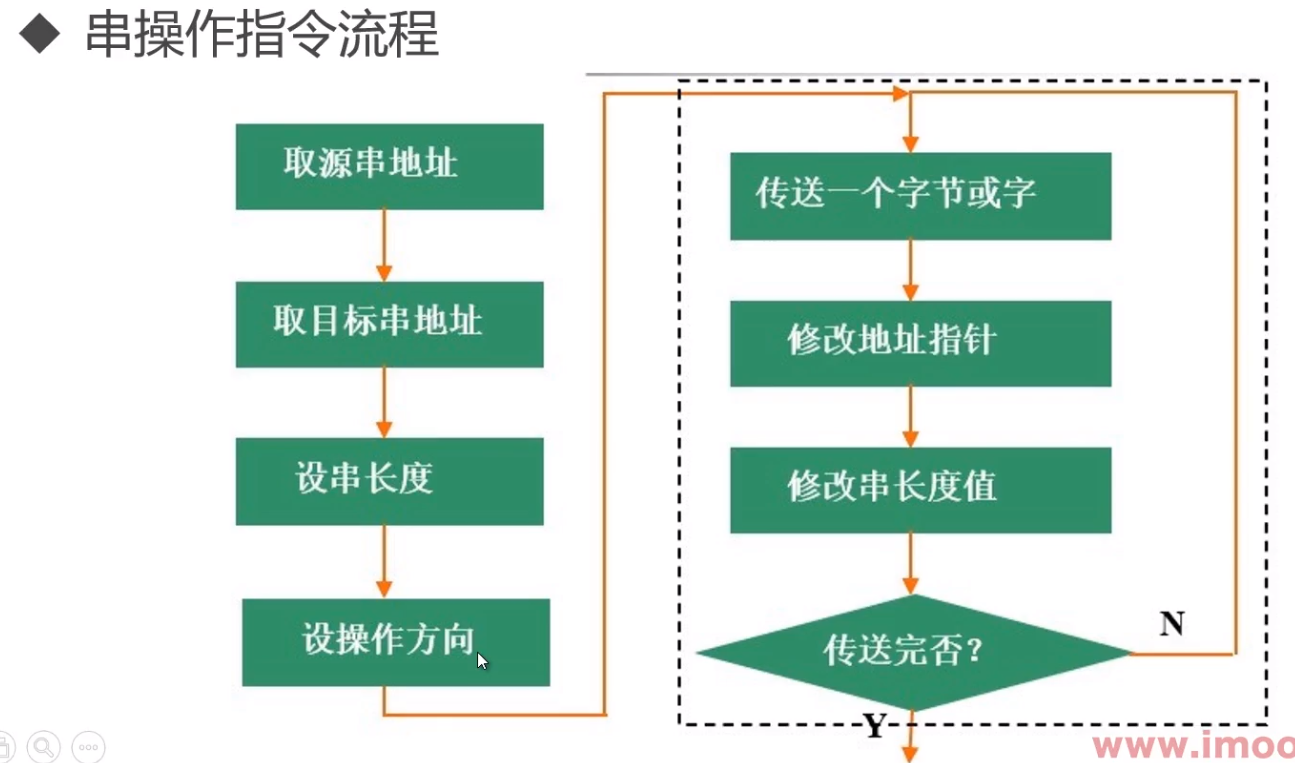 串操作指令流程
取源串地址
取目标串地址
设串长度
设操作方向
传送一个字节或字
修改地址指针
修改串长度值
传送完否?
N
Y
www.imoo